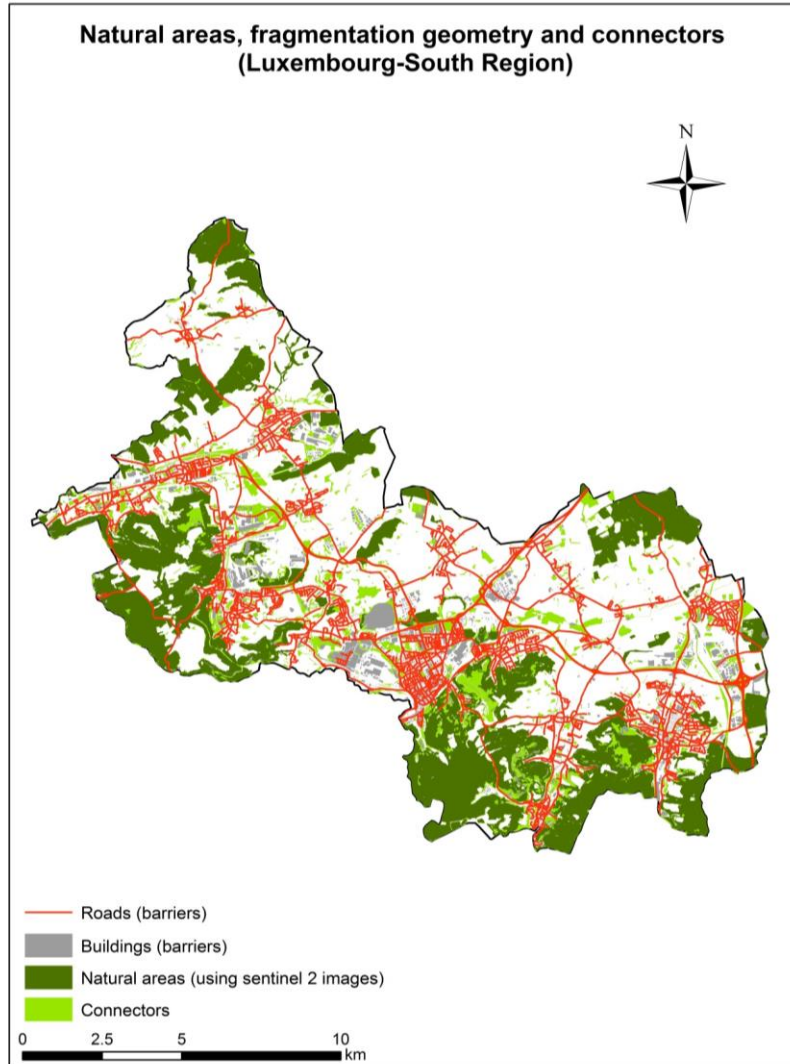 Natural areas, fragmentation geometry and connectors
(Luxembourg-South Region)
N
Roads (barriers)
Buildings (barriers)
Natural areas (using sentinel 2 images)
Connectors
0 2.5 5 10
km